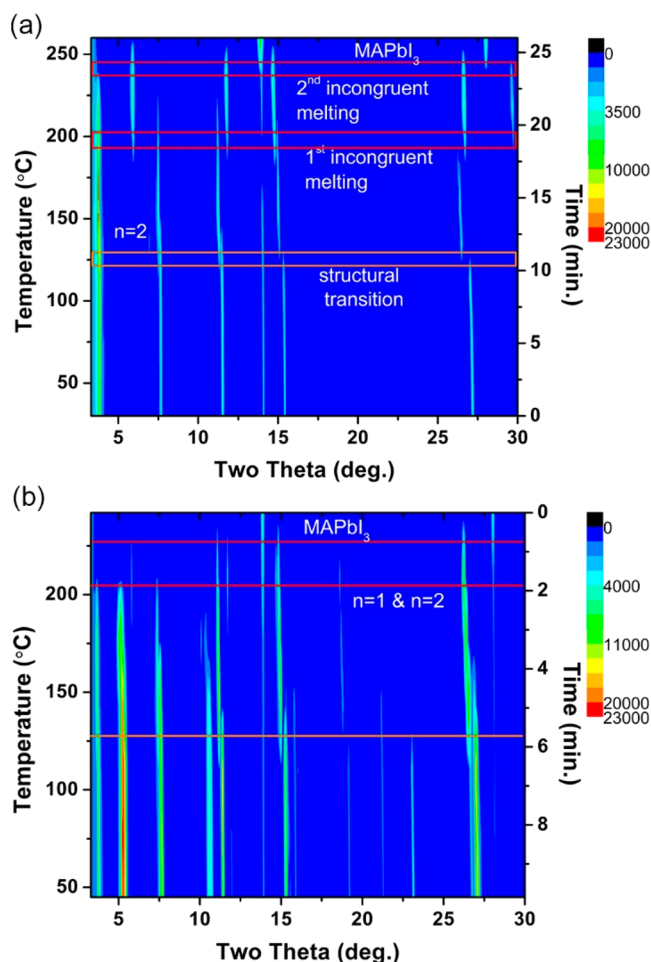 (a)
MAPbI₃
2ⁿᵈ incongruent
melting
1ˢᵗ incongruent
melting
n=2
structural
transition
250
200
150
100
50
Temperature (°C)
5 10 15 20 25 30
Two Theta (deg.)
25
20
15
10
5
0
Time (min.)
0
3500
10000
20000
23000
(b)
MAPbI₃
n=1 & n=2
200
150
100
50
Temperature (°C)
5 10 15 20 25 30
Two Theta (deg.)
0
2
4
6
8
Time (min.)
0
4000
11000
20000
23000